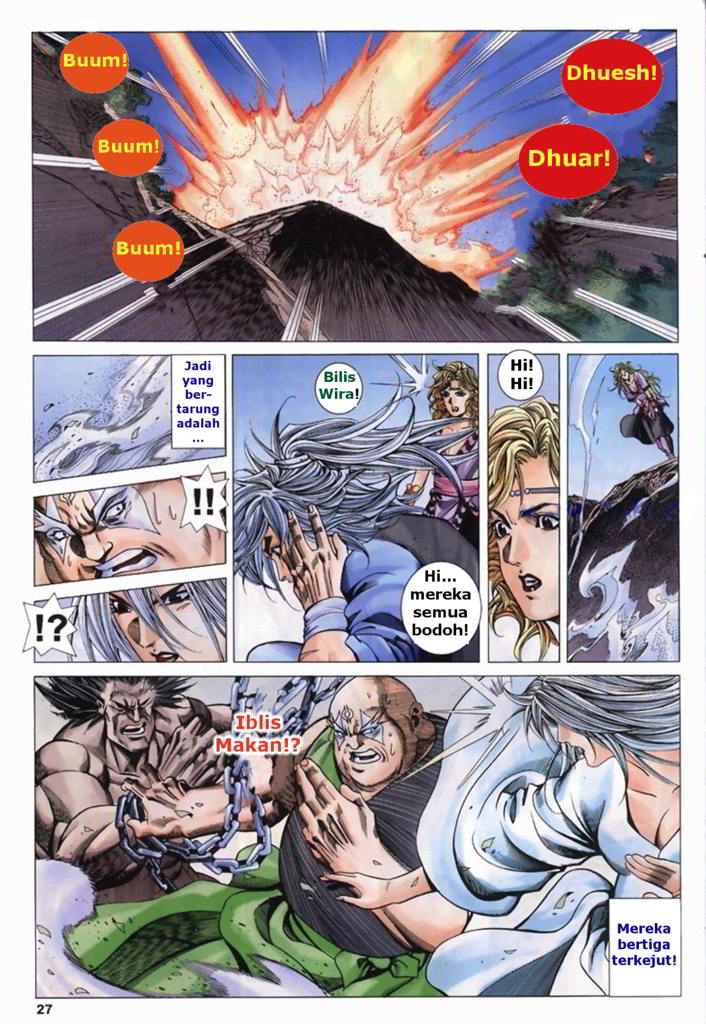 Buum!
Buum!
Buum!
Dhuesh!
Dhuar!
Jadi
yang
ber-
tarung
adalah
...
!!
!?
Bilis
Wira!
Hi...
mereka
semua
bodoh!
Hi!
Hi!
Iblis
Makan!?
Mereka
bertiga
terkejut!
27